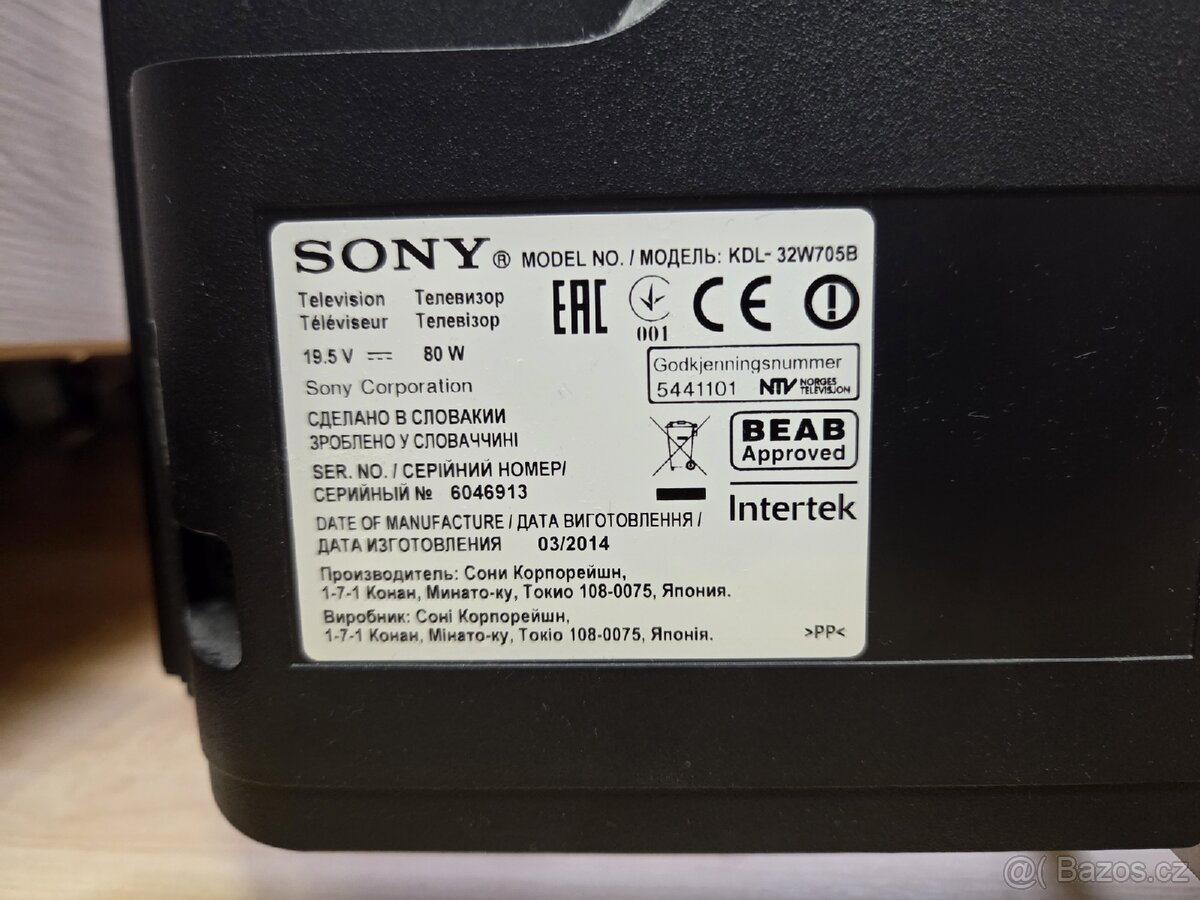 SONY® MODEL NO. / МОДЕЛЬ: KDL- 32W705B
Television Телевизор
Téléviseur Телевізор
EAC
001
CE
19.5 V 80 W
Godkjenningsnummer
5441101 NTV NORGES TELEVISJON
Sony Corporation
СДЕЛАНО В СЛОВАКИИ
ЗРОБЛЕНО У СЛОВАЧЧИНІ
BEAB
Approved
Intertek
SER. NO. / СЕРІЙНИЙ НОМЕР/
СЕРИЙНЫЙ № 6046913
DATE OF MANUFACTURE / ДАТА ВИГОТОВЛЕННЯ /
ДАТА ИЗГОТОВЛЕНИЯ 03/2014
Производитель: Сони Корпорейшн,
1-7-1 Конан, Минато-ку, Токио 108-0075, Япония.
Виробник: Соні Корпорейшн,
1-7-1 Конан, Мінато-ку, Токіо 108-0075, Японія.
>PP<
@( Bazos.cz